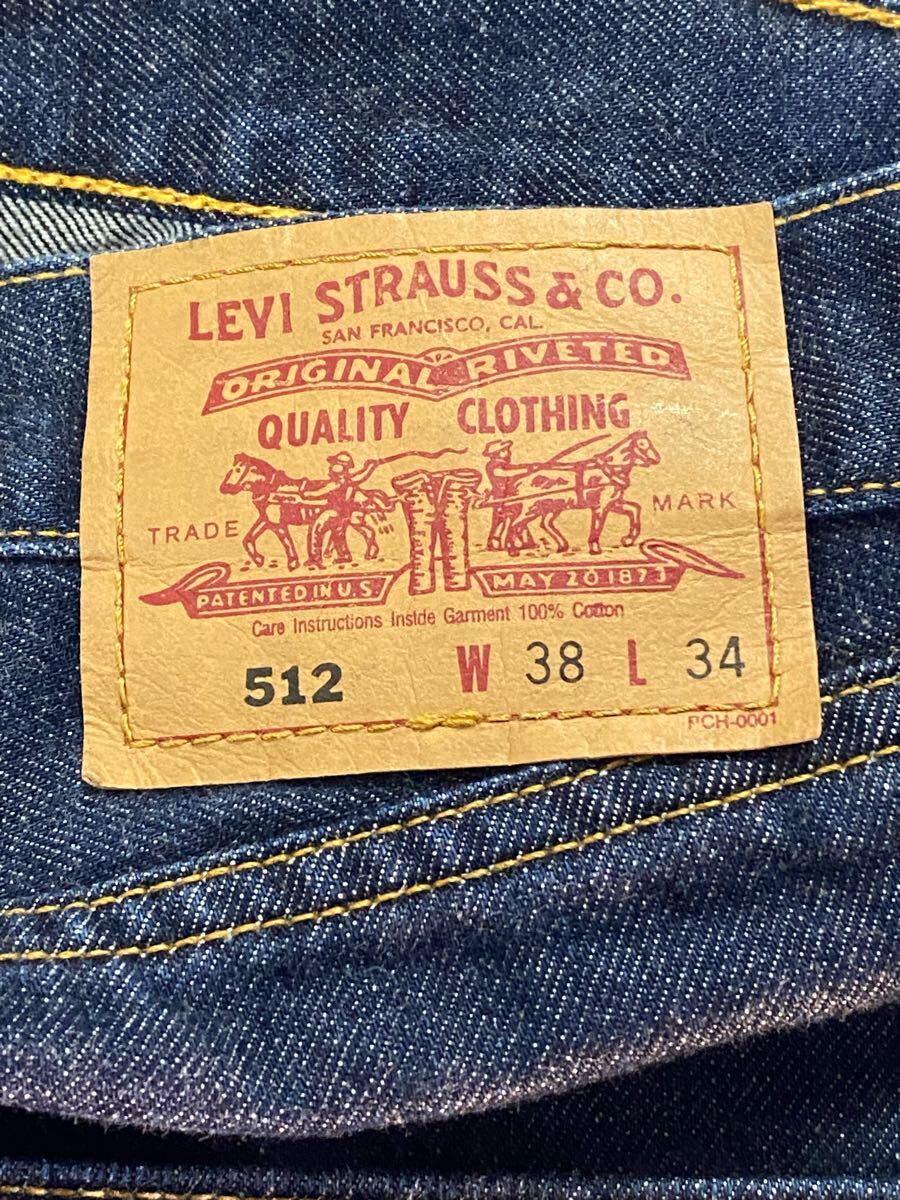 LEVI STRAUSS & CO.
SAN FRANCISCO, CAL.
ORIGINAL RIVETED
QUALITY CLOTHING
TRADE MARK
PATENTED IN U.S. MAY 20 1873
Care Instructions Inside Garment 100% Cotton
512 W 38 L 34
PCH-0001